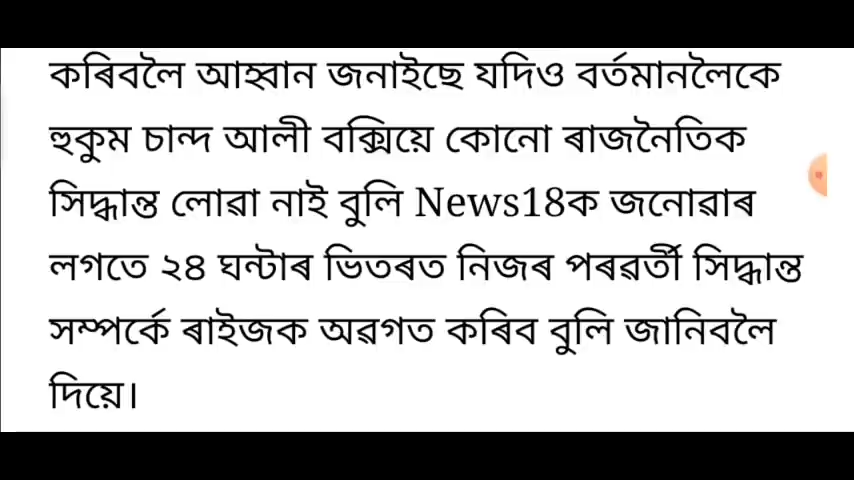 কৰিবলৈ আহ্বান জনাইছে যদিও বৰ্তমানলৈকে
হুকুম চান্দ আলী বক্সিয়ে কোনো ৰাজনৈতিক
সিদ্ধান্ত লোৱা নাই বুলি News18ক জনোৱাৰ
লগতে ২৪ ঘন্টাৰ ভিতৰত নিজৰ পৰৱৰ্তী সিদ্ধান্ত
সম্পৰ্কে ৰাইজক অৱগত কৰিব বুলি জানিবলৈ
দিয়ে।